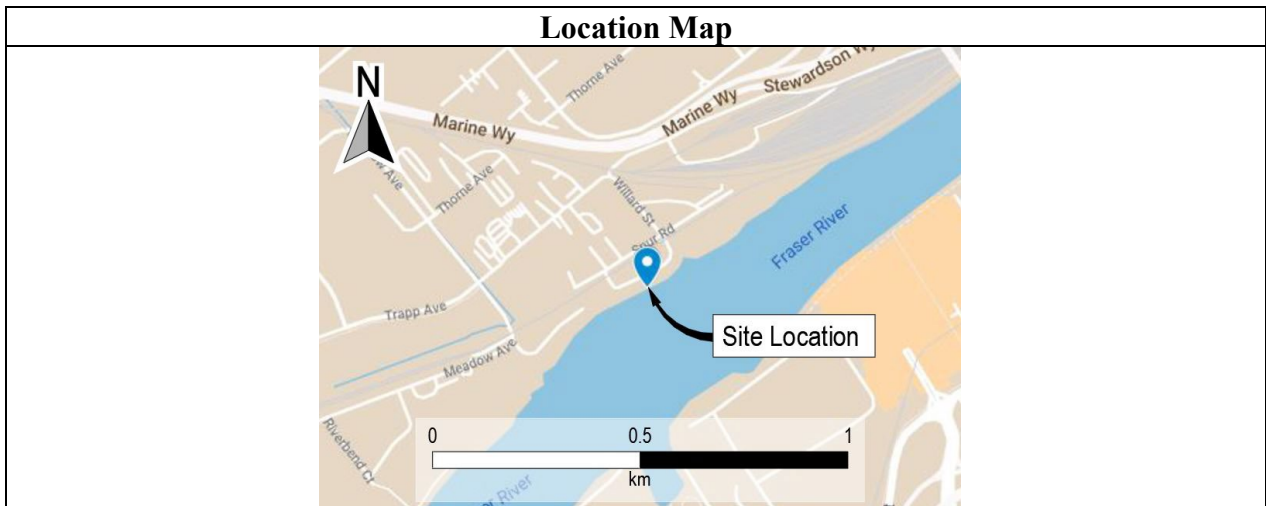 Location Map
N
Thorne Ave
Stewardson Wy
Marine Wy
Marine Wy
Thorne Ave
Willard St
Spur Rd
Fraser River
Trapp Ave
Site Location
Meadow Ave
0 0.5 1
km
Riverbend Ct
River